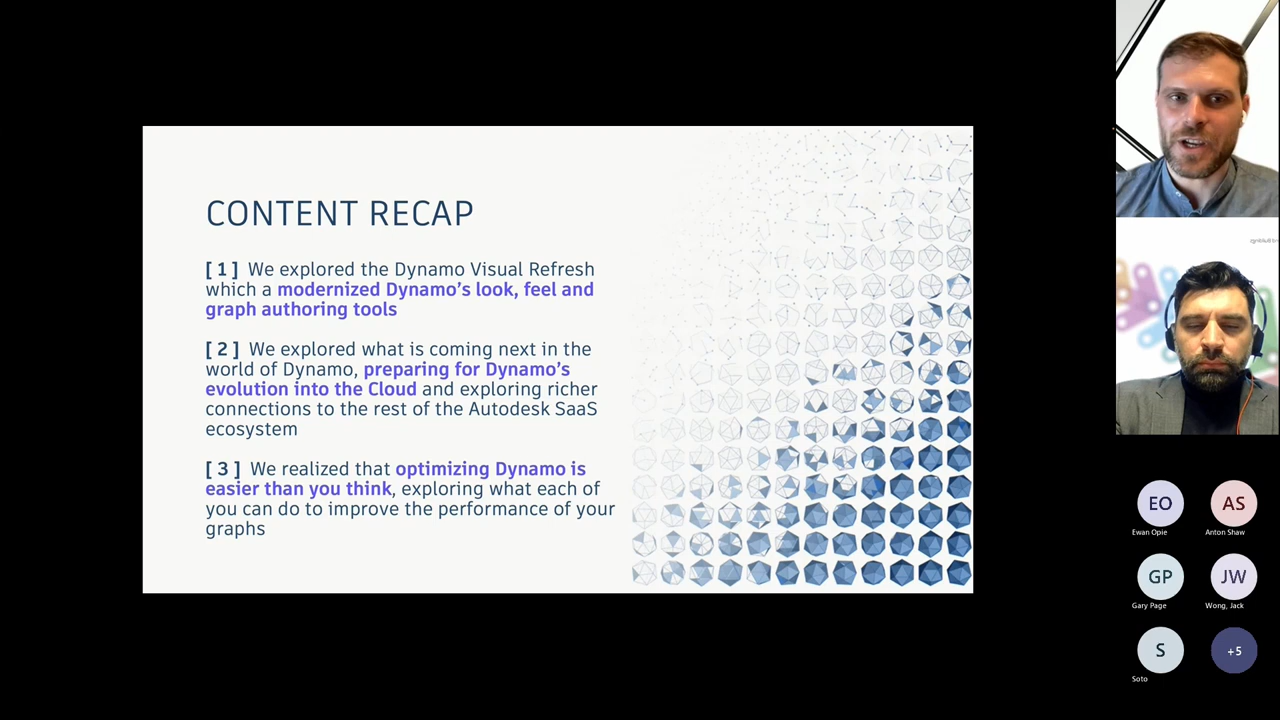 CONTENT RECAP
[ 1 ] We explored the Dynamo Visual Refresh
which a modernized Dynamo's look, feel and
graph authoring tools
[ 2 ] We explored what is coming next in the
world of Dynamo, preparing for Dynamo's
evolution into the Cloud and exploring richer
connections to the rest of the Autodesk SaaS
ecosystem
[ 3 ] We realized that optimizing Dynamo is
easier than you think, exploring what each of
you can do to improve the performance of your
graphs
EO
AS
Ewan Opie
Anton Shaw
GP
JW
Gary Page
Wong, Jack
S
+5
Soto